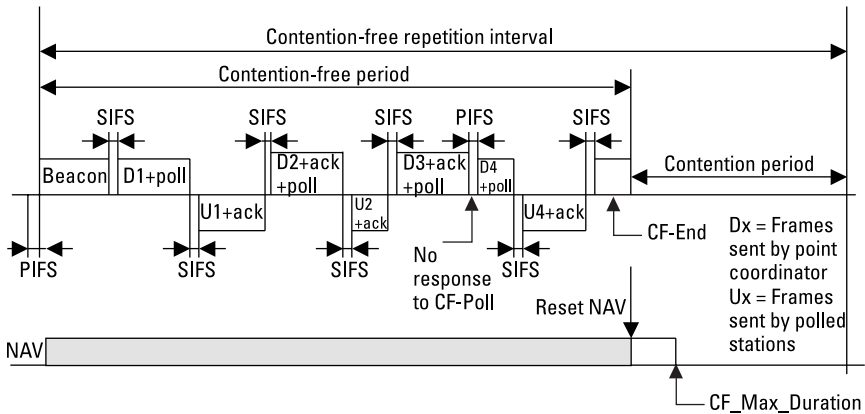 Contention-free repetition interval
Contention-free period
SIFS
SIFS
SIFS
PIFS
SIFS
Contention period
Beacon
D1+poll
D2+ack
+poll
D3+ack
+poll
D4
+poll
U1+ack
U2
+ack
U4+ack
CF-End
PIFS
SIFS
SIFS
SIFS
No
response
to CF-Poll
Dx = Frames
sent by point
coordinator
Ux = Frames
sent by polled
stations
Reset NAV
NAV
CF_Max_Duration